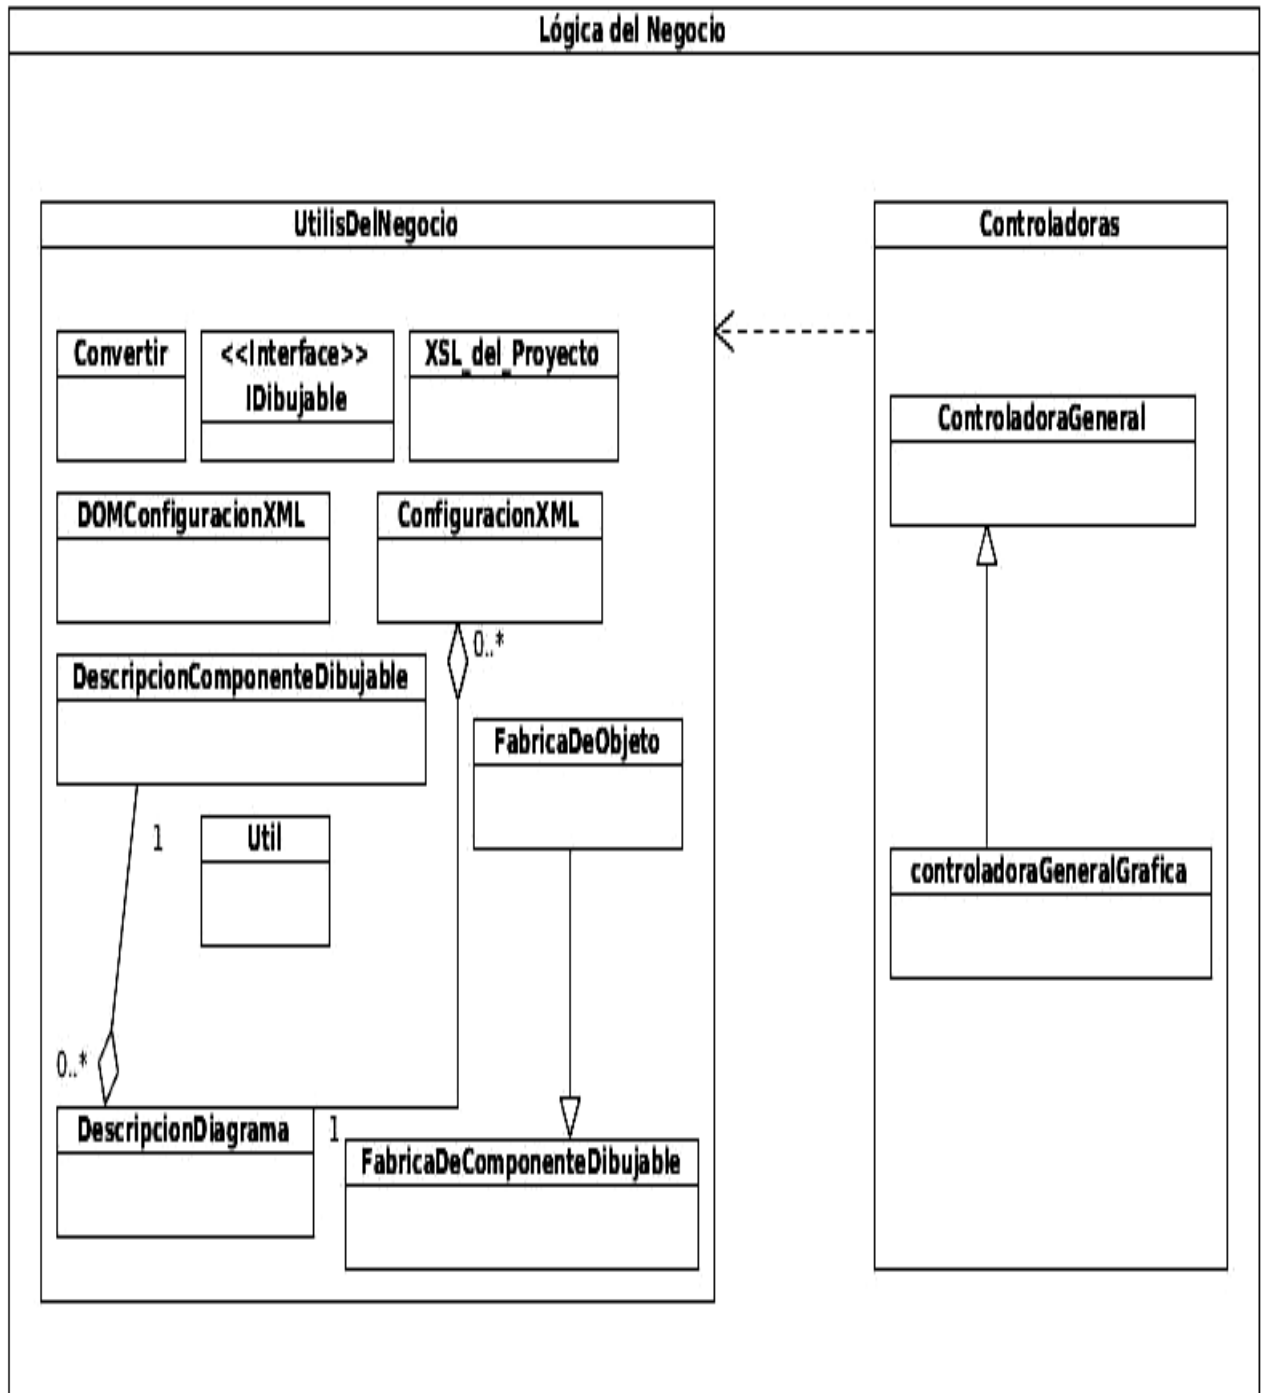 Lógica del Negocio
UtilisDelNegocio
Controladoras
Convertir
<<Interface>>
IDibujable
XSL_del_Proyecto
ControladoraGeneral
DOMConfiguracionXML
ConfiguracionXML
0..*
DescripcionComponenteDibujable
FabricaDeObjeto
1
Util
controladoraGeneralGrafica
0..*
DescripcionDiagrama
1
FabricaDeComponenteDibujable